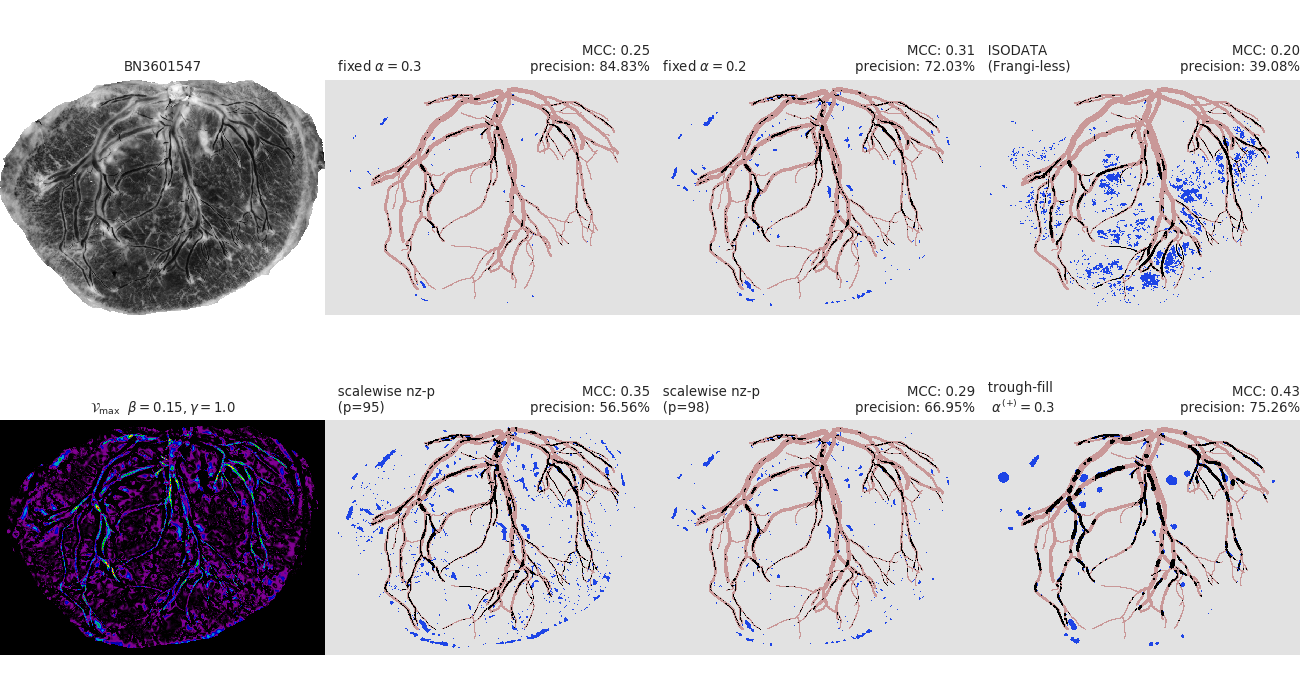 BN3601547
fixed α = 0.3
MCC: 0.25
precision: 84.83%
fixed α = 0.2
MCC: 0.31
precision: 72.03%
ISODATA
(Frangi-less)
MCC: 0.20
precision: 39.08%
𝒱max β = 0.15, γ = 1.0
scalewise nz-p
(p=95)
MCC: 0.35
precision: 56.56%
scalewise nz-p
(p=98)
MCC: 0.29
precision: 66.95%
trough-fill
α(+) = 0.3
MCC: 0.43
precision: 75.26%